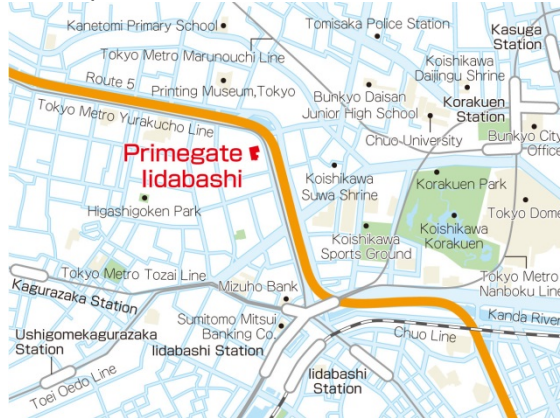 Kanetomi Primary School
Tomisaka Police Station
Kasuga
Station
Tokyo Metro Marunouchi Line
Koishikawa
Daijingu Shrine
Route 5
Printing Museum,Tokyo
Bunkyo Daisan
Junior High School
Korakuen
Station
Tokyo Metro Yurakucho Line
Chuo University
Bunkyo City
Office
Primegate
Iidabashi
Koishikawa
Suwa Shrine
Korakuen Park
Higashigoken Park
Tokyo Dome
Koishikawa
Korakuen
Koishikawa
Sports Ground
Tokyo Metro Tozai Line
Mizuho Bank
Tokyo Metro
Nanboku Line
Kagurazaka Station
Kanda River
Sumitomo Mitsui
Banking Co.
Ushigomekagurazaka
Station
Chuo Line
Iidabashi Station
Iidabashi
Station
Toei Oedo Line